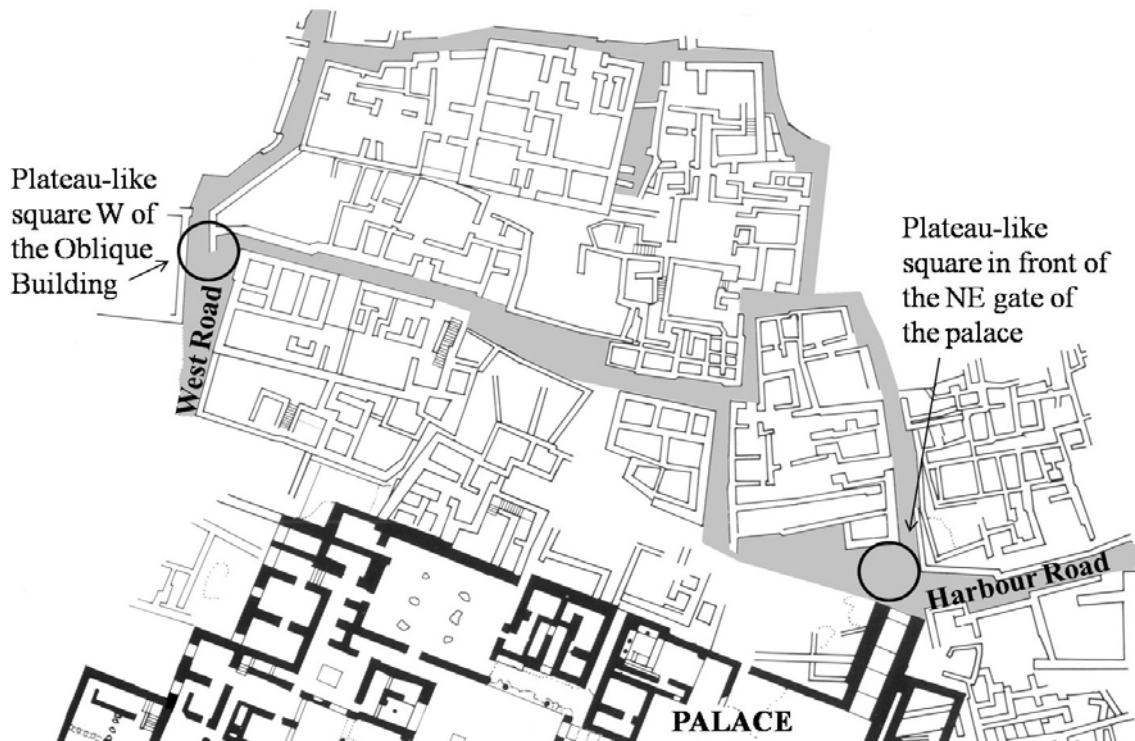 Plateau-like
square W of
the Oblique
Building
West Road
Plateau-like
square in front of
the NE gate of
the palace
Harbour Road
PALACE